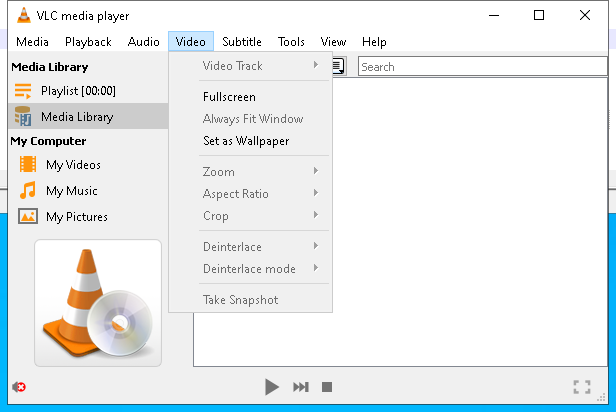 VLC media player
Media Playback Audio Video Subtitle Tools View Help
Media Library
Playlist [00:00]
Media Library
My Computer
My Videos
My Music
My Pictures
Video Track
Fullscreen
Always Fit Window
Set as Wallpaper
Zoom
Aspect Ratio
Crop
Deinterlace
Deinterlace mode
Take Snapshot
Search